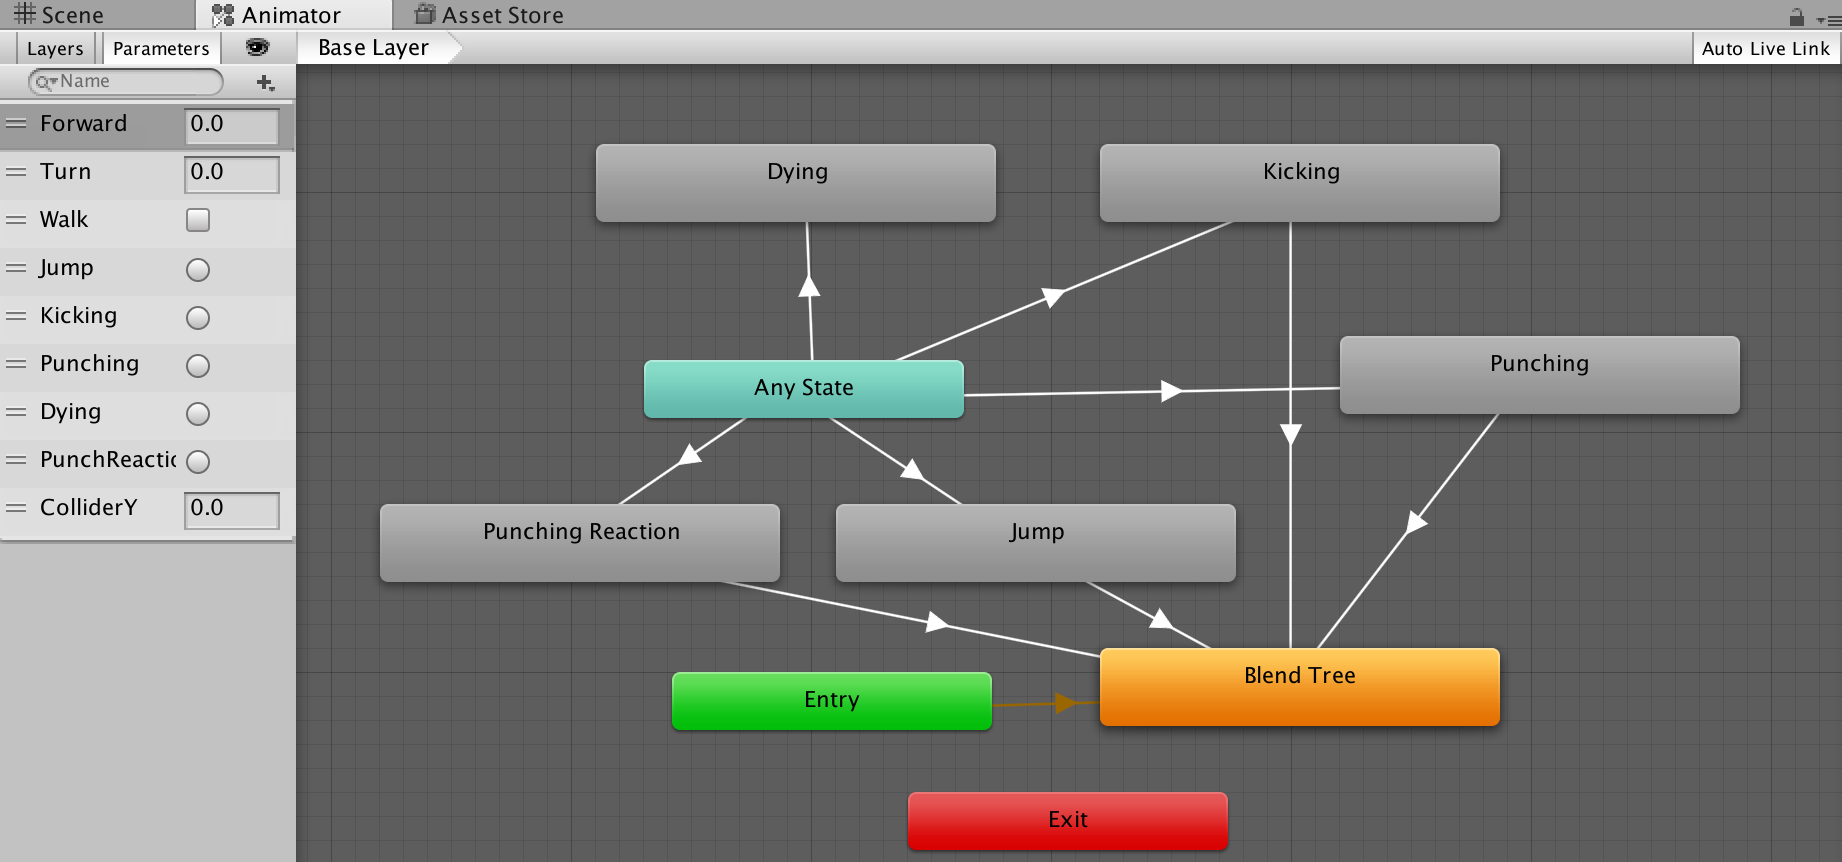 Scene
Animator
Asset Store
Layers
Parameters
Base Layer
Auto Live Link
Name
Forward 0.0
Turn 0.0
Walk
Jump
Kicking
Punching
Dying
PunchReactic
ColliderY 0.0
Dying
Kicking
Any State
Punching
Punching Reaction
Jump
Blend Tree
Entry
Exit